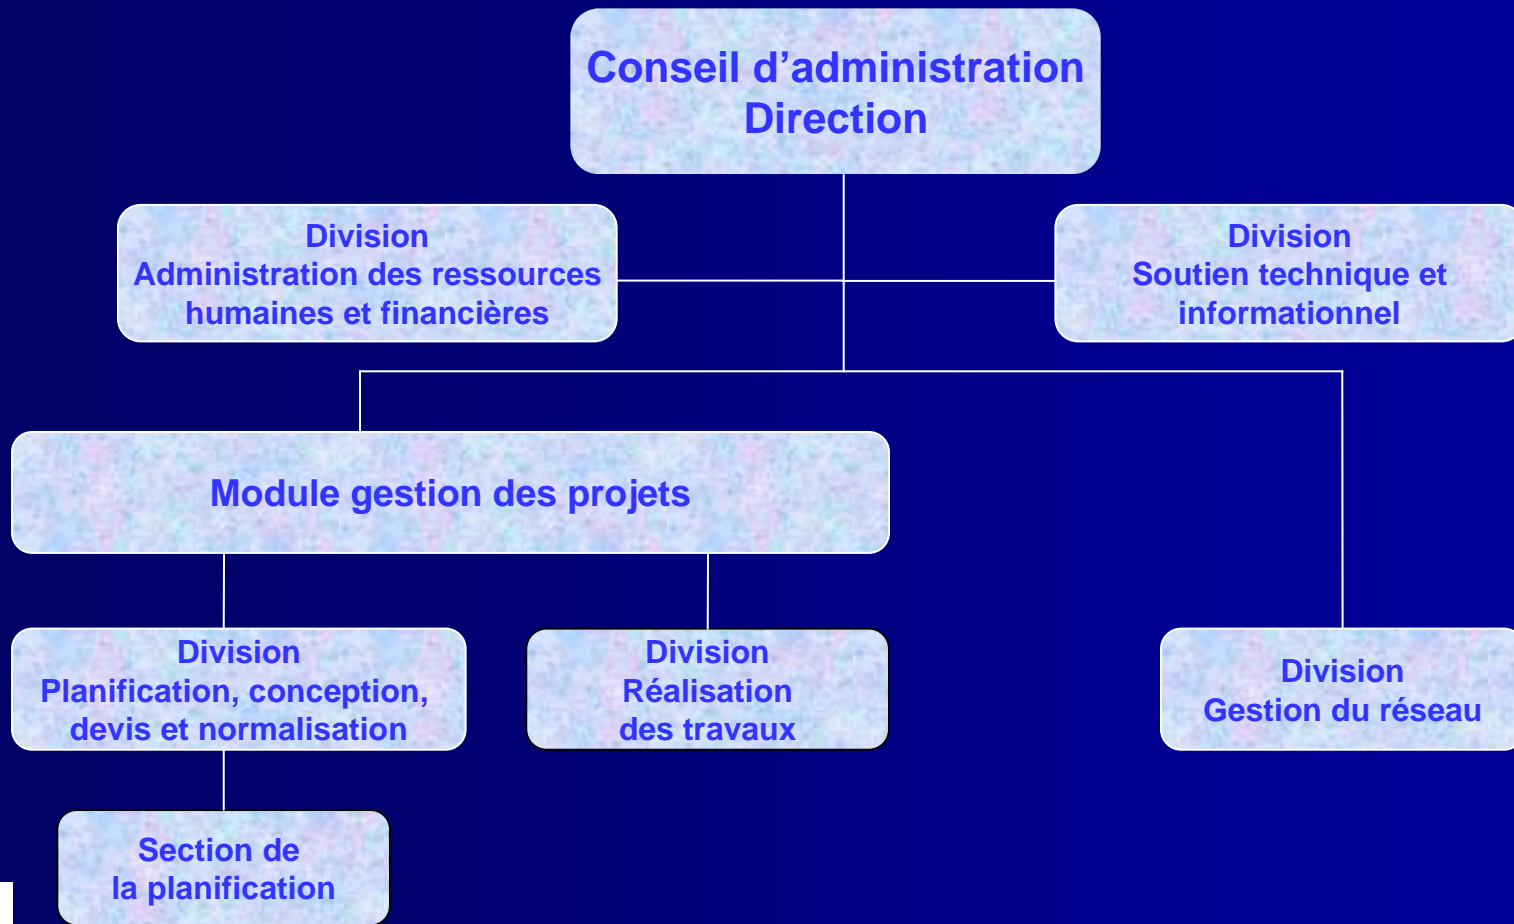 Conseil d’administration
Direction
Division
Administration des ressources
humaines et financières
Division
Soutien technique et
informationnel
Module gestion des projets
Division
Planification, conception,
devis et normalisation
Division
Réalisation
des travaux
Division
Gestion du réseau
Section de
la planification